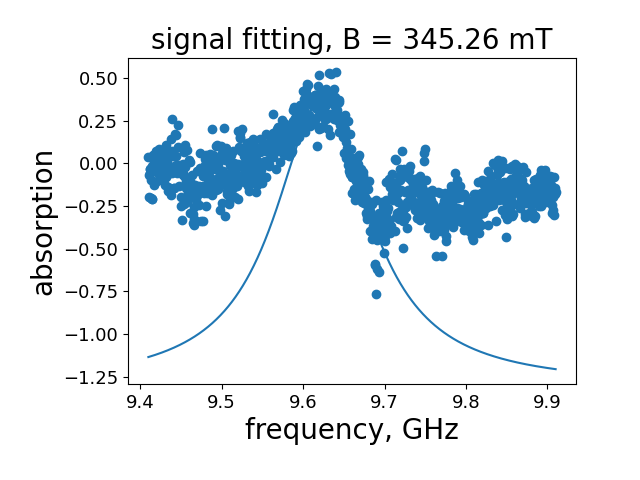 signal fitting, B = 345.26 mT
0.50
0.25
0.00
−0.25
−0.50
−0.75
−1.00
−1.25
absorption
9.4 9.5 9.6 9.7 9.8 9.9
frequency, GHz